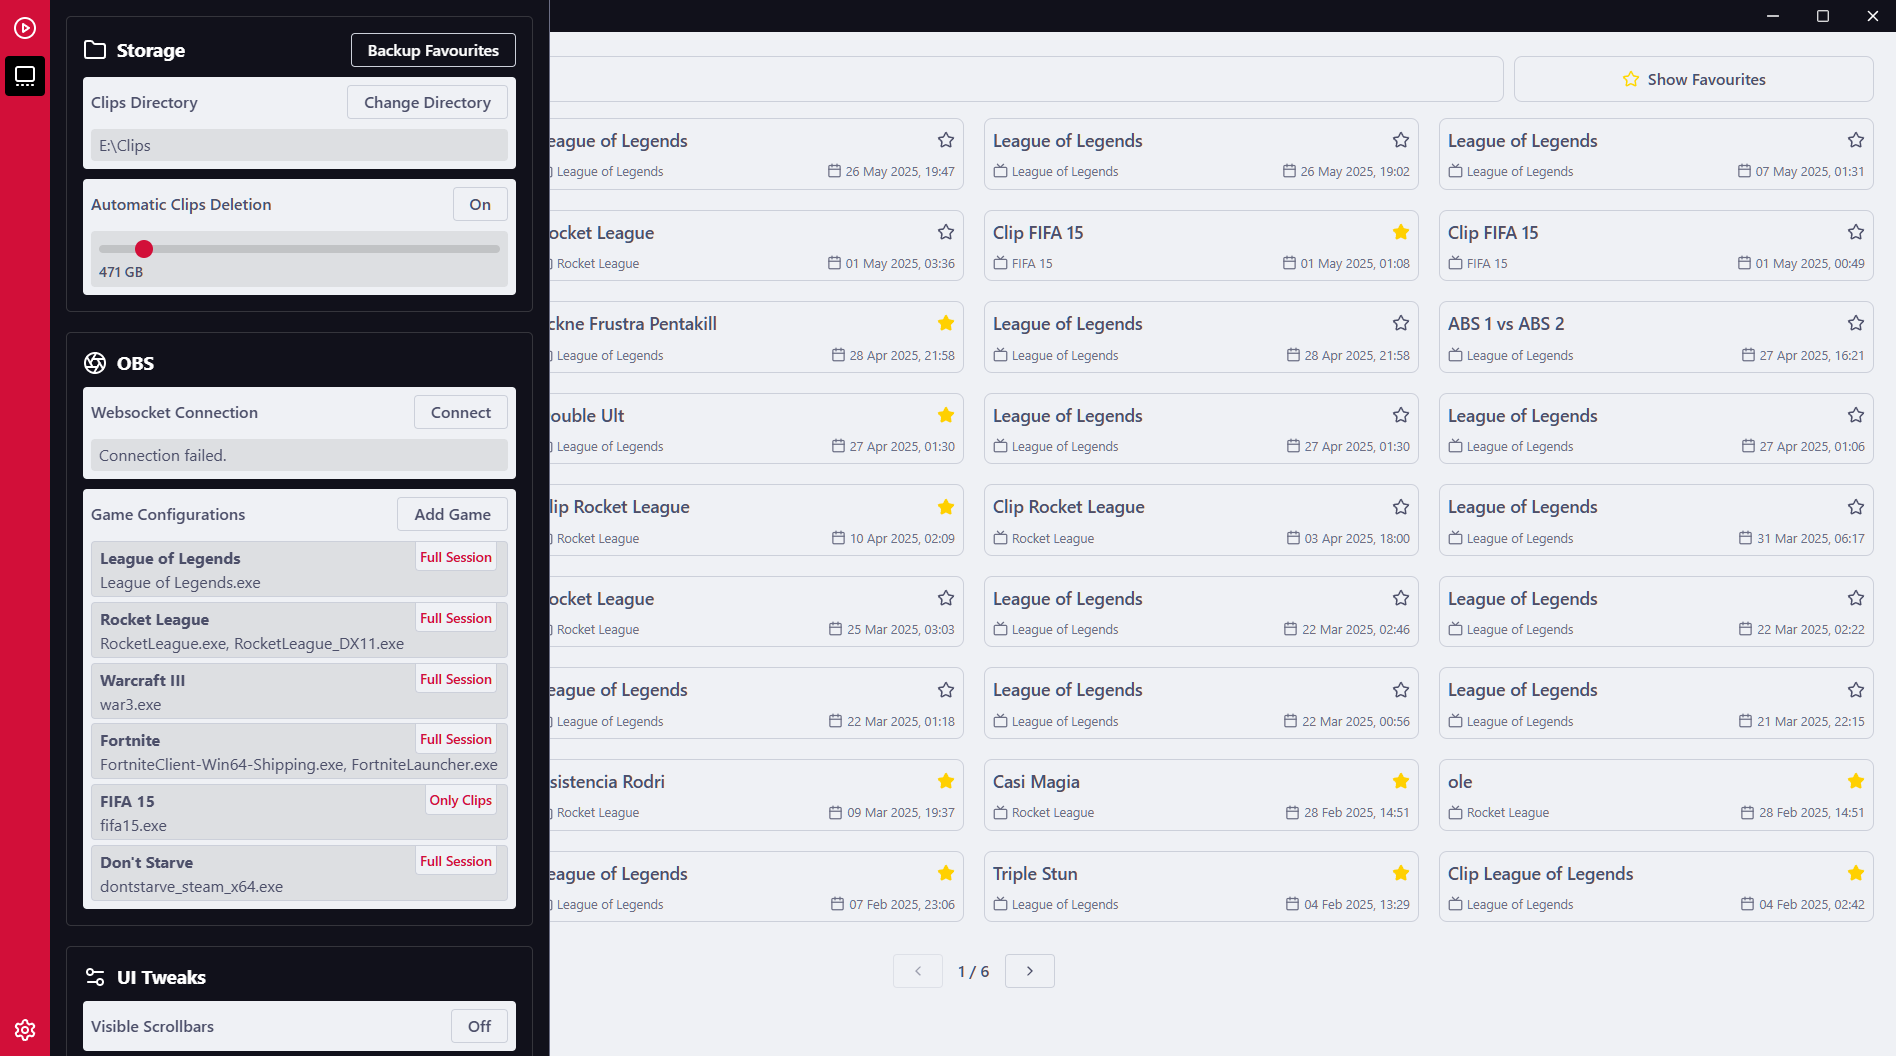 Storage
Backup Favourites
Clips Directory
Change Directory
E:\Clips
Automatic Clips Deletion
On
471 GB
OBS
Websocket Connection
Connect
Connection failed.
Game Configurations
Add Game
League of Legends
Full Session
League of Legends.exe
Rocket League
Full Session
RocketLeague.exe, RocketLeague_DX11.exe
Warcraft III
Full Session
war3.exe
Fortnite
Full Session
FortniteClient-Win64-Shipping.exe, FortniteLauncher.exe
FIFA 15
Only Clips
fifa15.exe
Don't Starve
Full Session
dontstarve_steam_x64.exe
UI Tweaks
Visible Scrollbars
Off
Show Favourites
eague of Legends
League of Legends
26 May 2025, 19:47
League of Legends
League of Legends
26 May 2025, 19:02
League of Legends
League of Legends
07 May 2025, 01:31
ocket League
Rocket League
01 May 2025, 03:36
Clip FIFA 15
FIFA 15
01 May 2025, 01:08
Clip FIFA 15
FIFA 15
01 May 2025, 00:49
ckne Frustra Pentakill
League of Legends
28 Apr 2025, 21:58
League of Legends
League of Legends
28 Apr 2025, 21:58
ABS 1 vs ABS 2
League of Legends
27 Apr 2025, 16:21
ouble Ult
League of Legends
27 Apr 2025, 01:30
League of Legends
League of Legends
27 Apr 2025, 01:30
League of Legends
League of Legends
27 Apr 2025, 01:06
lip Rocket League
Rocket League
10 Apr 2025, 02:09
Clip Rocket League
Rocket League
03 Apr 2025, 18:00
League of Legends
League of Legends
31 Mar 2025, 06:17
ocket League
Rocket League
25 Mar 2025, 03:03
League of Legends
League of Legends
22 Mar 2025, 02:46
League of Legends
League of Legends
22 Mar 2025, 02:22
eague of Legends
League of Legends
22 Mar 2025, 01:18
League of Legends
League of Legends
22 Mar 2025, 00:56
League of Legends
League of Legends
21 Mar 2025, 22:15
sistencia Rodri
Rocket League
09 Mar 2025, 19:37
Casi Magia
Rocket League
28 Feb 2025, 14:51
ole
Rocket League
28 Feb 2025, 14:51
eague of Legends
League of Legends
07 Feb 2025, 23:06
Triple Stun
League of Legends
04 Feb 2025, 13:29
Clip League of Legends
League of Legends
04 Feb 2025, 02:42
1 / 6